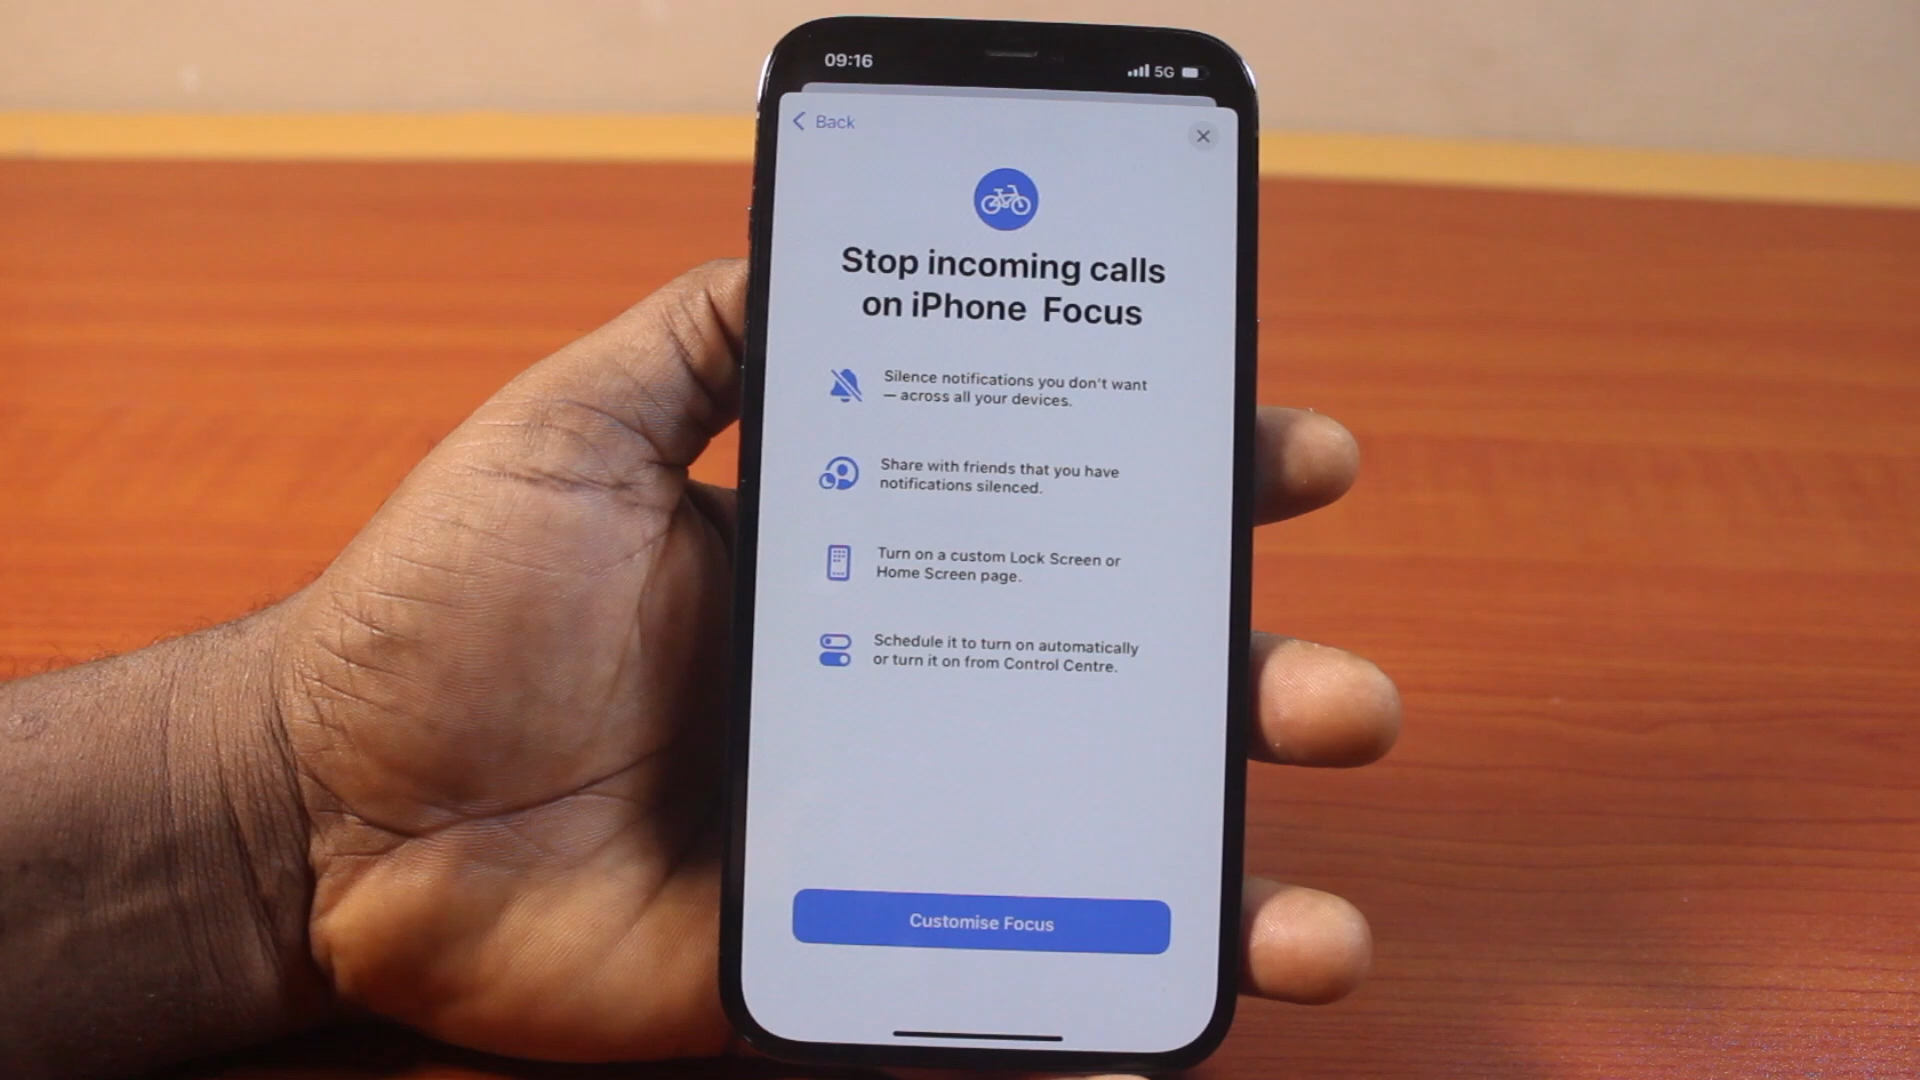 09:16
5G
Back
Stop incoming calls
on iPhone Focus
Silence notifications you don't want
— across all your devices.
Share with friends that you have
notifications silenced.
Turn on a custom Lock Screen or
Home Screen page.
Schedule it to turn on automatically
or turn it on from Control Centre.
Customise Focus